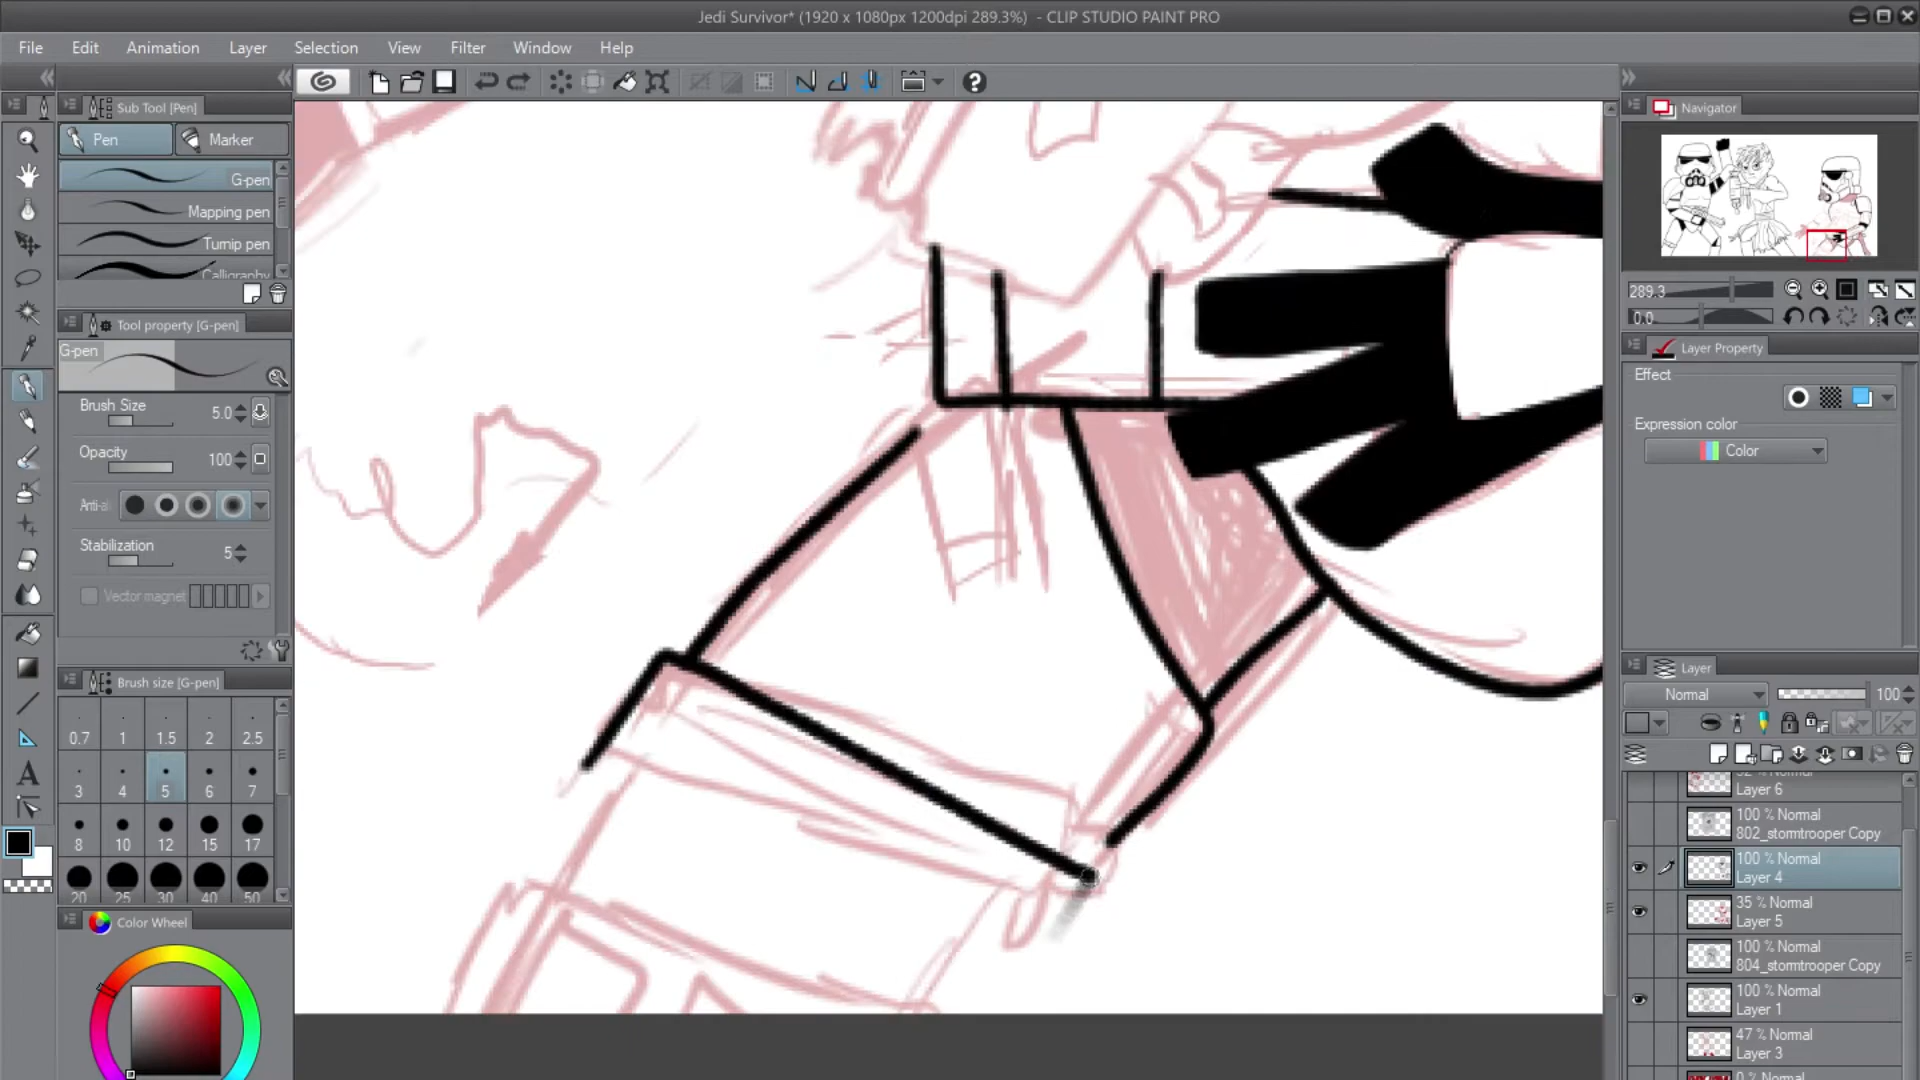 Jedi Survivor* (1920 x 1080px 1200dpi 289.3%) - CLIP STUDIO PAINT PRO
File Edit Animation Layer Selection View Filter Window Help
Sub Tool [Pen]
Pen Marker
G-pen
Mapping pen
Turnip pen
Calligraphy
Tool property [G-pen]
G-pen
Brush Size 5.0
Opacity 100
Anti-al
Stabilization 5
Vector magnet
Brush size [G-pen]
0.7 1 1.5 2 2.5
3 4 5 6 7
8 10 12 15 17
20 25 30 40 50
Color Wheel
Navigator
289.3
0.0
Layer Property
Effect
Expression color
Color
Layer
Normal 100
Layer 6
100 % Normal
802_stormtrooper Copy
100 % Normal
Layer 4
35 % Normal
Layer 5
100 % Normal
804_stormtrooper Copy
100 % Normal
Layer 1
47 % Normal
Layer 3
0 % Normal